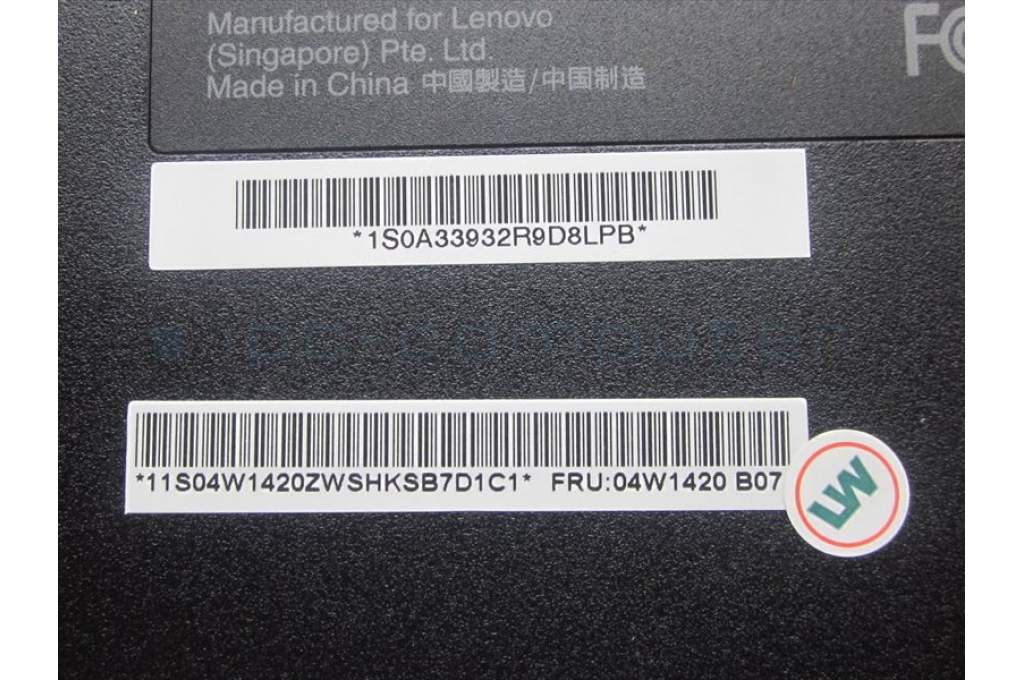 Manufactured for Lenovo
(Singapore) Pte. Ltd.
Made in China 中國製造/中国制造
FC
*1S0A33932R9D8LPB*
*11S04W1420ZWSHKSB7D1C1* FRU:04W1420 B07
LW